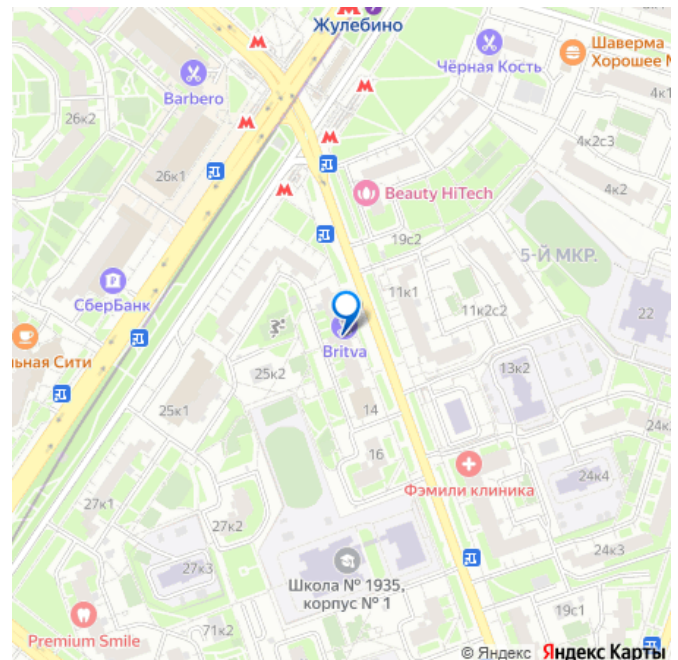 Жулебино
Шаверма
Хорошее М
Чёрная Кость
Barbero
4к1
26к2
4к2с3
26к1
4к2
Beauty HiTech
19с2
5-Й МКР.
СберБанк
11к1
11к2с2
22
Britva
льная Сити
25к2
13к2
25к1
14
24к
16
Фэмили клиника
24к4
27к1
27к2
24к3
27к3
Школа № 1935,
корпус № 1
19с1
Premium Smile
71к2
© Яндекс Яндекс Карты